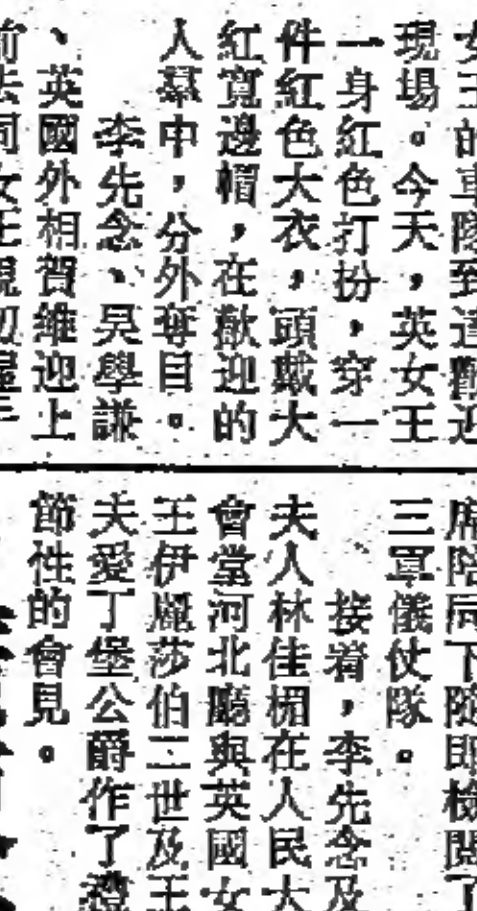 女王的車隊到達歡迎
現場。今天，英女王
一身紅色打扮，穿一
件紅色大衣，頭戴大
紅寬邊帽，在歡迎的
人羣中，分外奪目。
李先念、吳學謙
、英國外相賀維迎上
前去同女王親切握手
席陪同下隨即檢閱了
三軍儀仗隊。
接着，李先念及
夫人林佳楣在人民大
會堂河北廳與英國女
王伊麗莎伯二世及王
夫愛丁堡公爵作了禮
節性的會見。